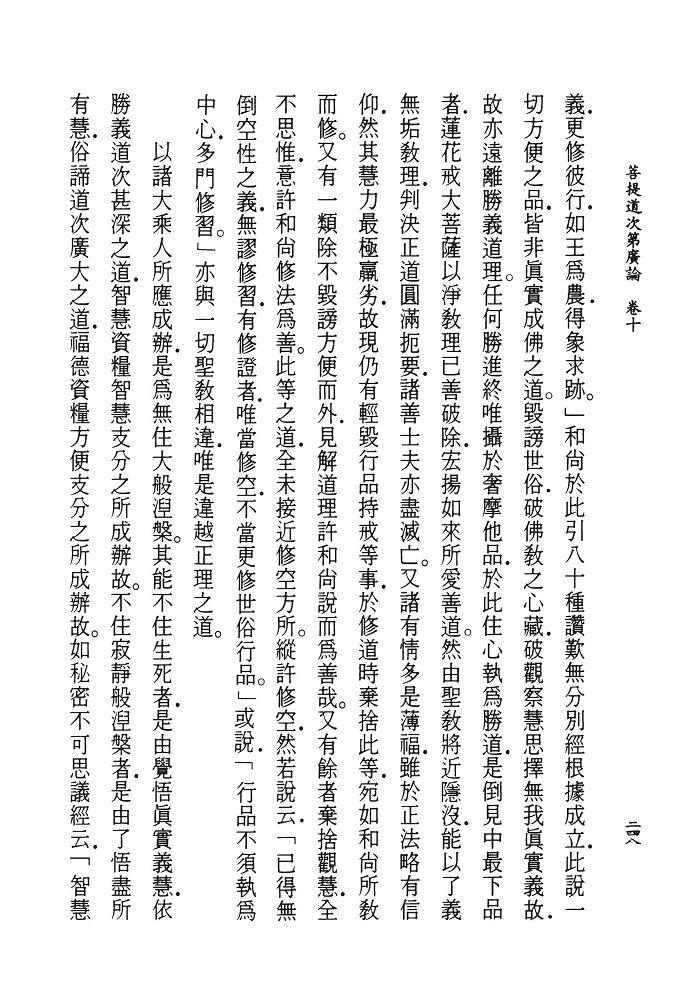 菩提道次第廣論　卷十
二四八
義．更修彼行．如王爲農．得象求跡。」和尚於此引八十種讚歎無分別經根據成立．此說一
切方便之品．皆非眞實成佛之道。毀謗世俗．破佛教之心藏．破觀察慧思擇無我眞實義故．
故亦遠離勝義道理。任何勝進終唯攝於奢摩他品．於此住心執爲勝道．是倒見中最下品
者．蓮花戒大菩薩以淨教理已善破除．宏揚如來所愛善道。然由聖教將近隱沒．能以了義
無垢教理．判決正道圓滿扼要．諸善士夫亦盡滅亡。又諸有情多是薄福．雖於正法略有信
仰．然其慧力最極羸劣．故現仍有輕毀行品持戒等事．於修道時棄捨此等．宛如和尚所教
而修。又有一類除不毀謗方便而外．見解道理許和尚說而爲善哉。又有餘者棄捨觀慧．全
不思惟．意許和尚修法爲善。此等之道．全未接近修空方所。縱許修空．然若說云．「已得無
倒空性之義．無謬修習．有修證者．唯當修空．不當更修世俗行品。」或說．「行品不須執爲
中心．多門修習。」亦與一切聖教相違．唯是違越正理之道。
以諸大乘人所應成辦．是爲無住大般涅槃。其能不住生死者．是由覺悟眞實義慧．依
勝義道次甚深之道．智慧資糧智慧支分之所成辦故。不住寂靜般涅槃者．是由了悟盡所
有慧．俗諦道次廣大之道．福德資糧方便支分之所成辦故。如秘密不可思議經云．「智慧